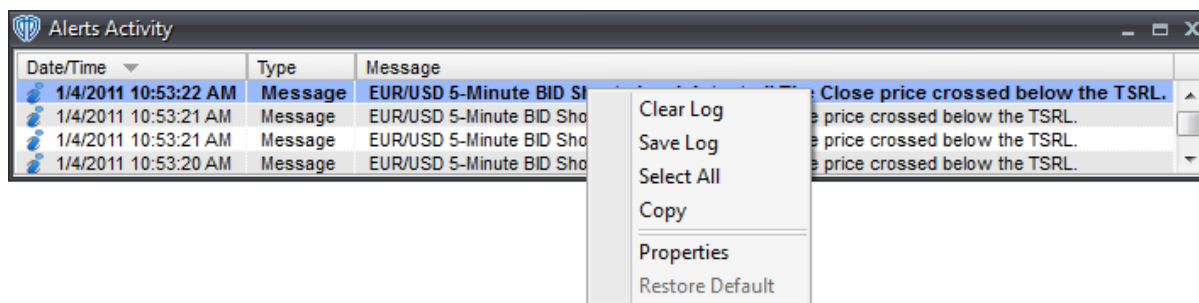 Alerts Activity
Date/Time Type Message
1/4/2011 10:53:22 AM Message EUR/USD 5-Minute BID The Close price crossed below the TSRL.
1/4/2011 10:53:21 AM Message EUR/USD 5-Minute BID Sho price crossed below the TSRL.
1/4/2011 10:53:21 AM Message EUR/USD 5-Minute BID Sho price crossed below the TSRL.
1/4/2011 10:53:20 AM Message EUR/USD 5-Minute BID Sho price crossed below the TSRL.
Clear Log
Save Log
Select All
Copy
Properties
Restore Default